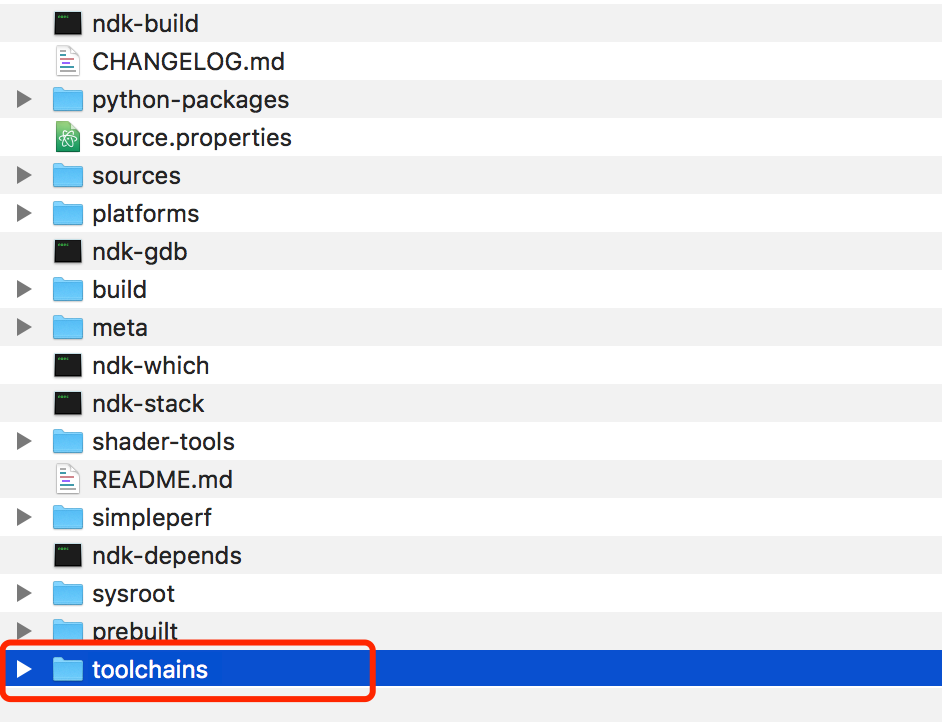 ndk-build
CHANGELOG.md
python-packages
source.properties
sources
platforms
ndk-gdb
build
meta
ndk-which
ndk-stack
shader-tools
README.md
simpleperf
ndk-depends
sysroot
prebuilt
toolchains